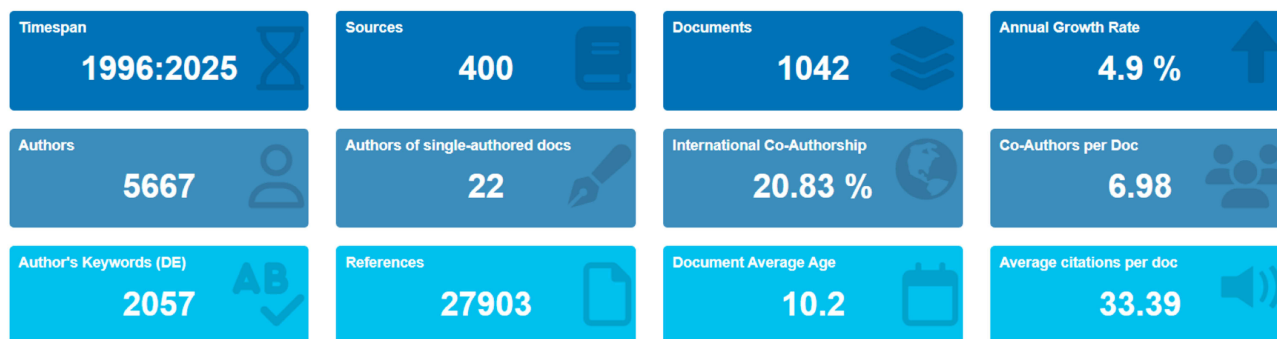 Timespan
1996:2025
Sources
400
Documents
1042
Annual Growth Rate
4.9 %
Authors
5667
Authors of single-authored docs
22
International Co-Authorship
20.83 %
Co-Authors per Doc
6.98
Author's Keywords (DE)
2057
AB
References
27903
Document Average Age
10.2
Average citations per doc
33.39